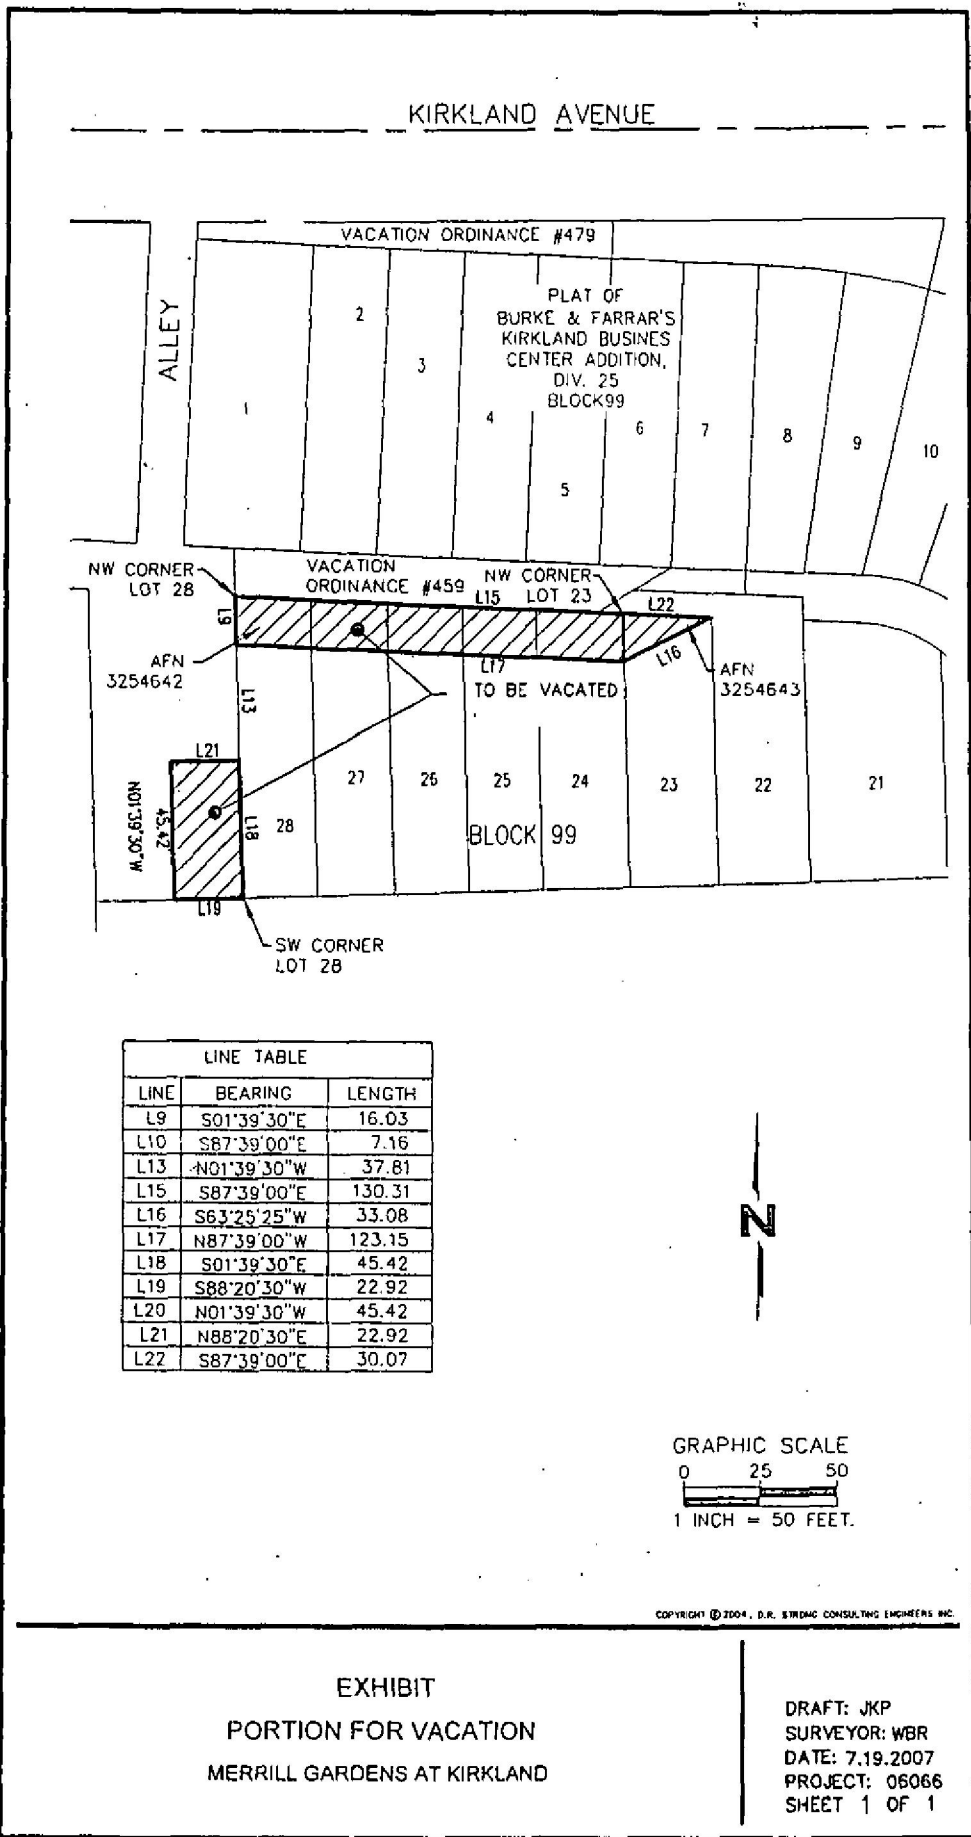 KIRKLAND AVENUE
VACATION ORDINANCE #479
ALLEY
PLAT OF
BURKE & FARRAR'S
KIRKLAND BUSINES
CENTER ADDITION,
DIV. 25
BLOCK99
1
2
3
4
5
6
7
8
9
10
NW CORNER
LOT 28
VACATION
ORDINANCE #459
NW CORNER
LOT 23
L15
L22
L9
L16
L17
AFN
3254642
AFN
3254643
TO BE VACATED
L13
L21
N01°39'30"W
45.42
L18
L19
28
27
26
25
24
23
22
21
BLOCK 99
SW CORNER
LOT 28
LINE TABLE
LINE BEARING LENGTH
L9 S01°39'30"E 16.03
L10 S87°39'00"E 7.16
L13 N01°39'30"W 37.81
L15 S87°39'00"E 130.31
L16 S63°25'25"W 33.08
L17 N87°39'00"W 123.15
L18 S01°39'30"E 45.42
L19 S88°20'30"W 22.92
L20 N01°39'30"W 45.42
L21 N88°20'30"E 22.92
L22 S87°39'00"E 30.07
N
GRAPHIC SCALE
0 25 50
1 INCH = 50 FEET.
COPYRIGHT © 2004, D.R. STRONG CONSULTING ENGINEERS INC.
EXHIBIT
PORTION FOR VACATION
MERRILL GARDENS AT KIRKLAND
DRAFT: JKP
SURVEYOR: WBR
DATE: 7.19.2007
PROJECT: 06066
SHEET 1 OF 1